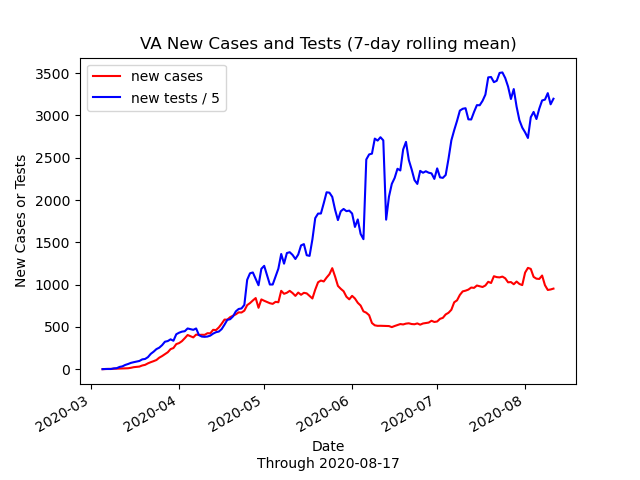 VA New Cases and Tests (7-day rolling mean)
new cases
new tests / 5
New Cases or Tests
3500
3000
2500
2000
1500
1000
500
0
2020-03
2020-04
2020-05
2020-06
2020-07
2020-08
Date
Through 2020-08-17